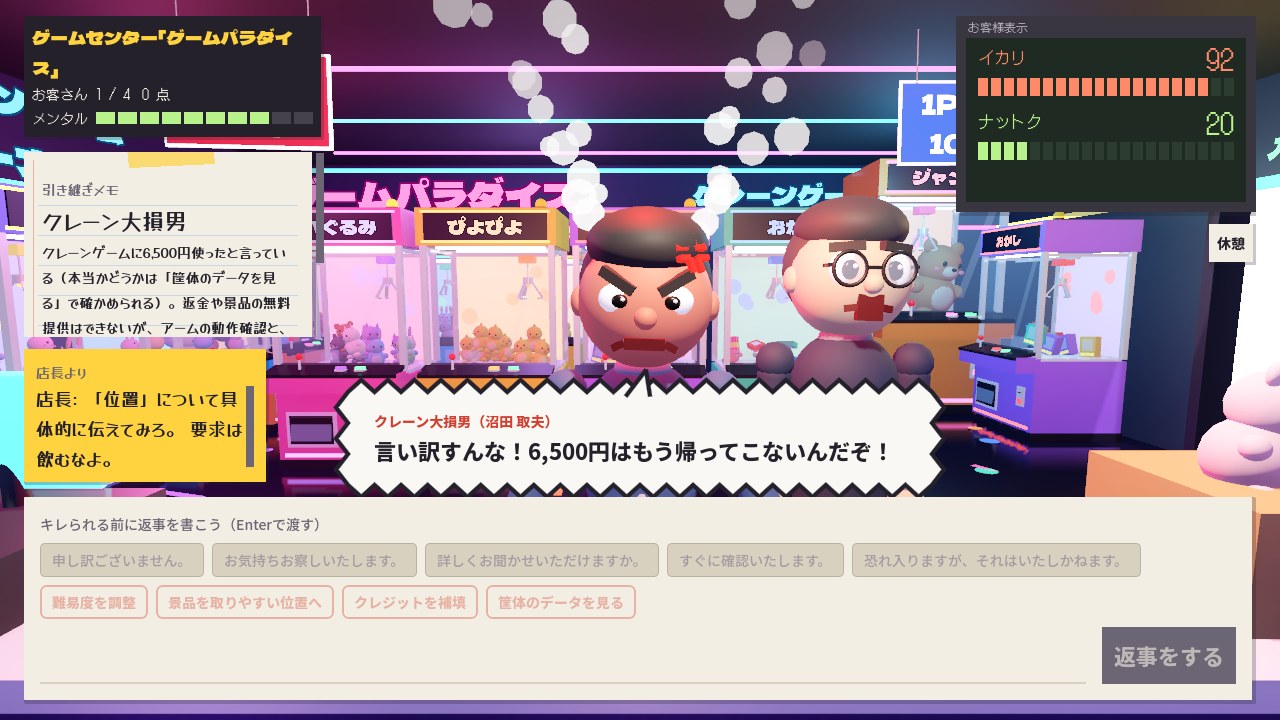 ゲームセンター「ゲームパラダイ
ス」
お客さん 1/4 0点
メンタル
引き継ぎメモ
クレーン大損男
クレーンゲームに6,500円使ったと言ってい
る（本当かどうかは「筐体のデータを見
る」で確かめられる）。返金や景品の無料
提供はできないが、アームの動作確認と、
店長より
店長: 「位置」について具
体的に伝えてみろ。 要求は
飲むなよ。
お客様表示
イカリ 92
ナットク 20
休憩
1P
10
ームパラダイス
クレーンゲー
ジャン
ぐるみ
ぴよぴよ
おか
おかし
クレーン大損男（沼田 取夫）
言い訳すんな！6,500円はもう帰ってこないんだぞ！
キレられる前に返事を書こう（Enterで渡す）
申し訳ございません。
お気持ちお察しいたします。
詳しくお聞かせいただけますか。
すぐに確認いたします。
恐れ入りますが、それはいたしかねます。
難易度を調整
景品を取りやすい位置へ
クレジットを補填
筐体のデータを見る
返事をする